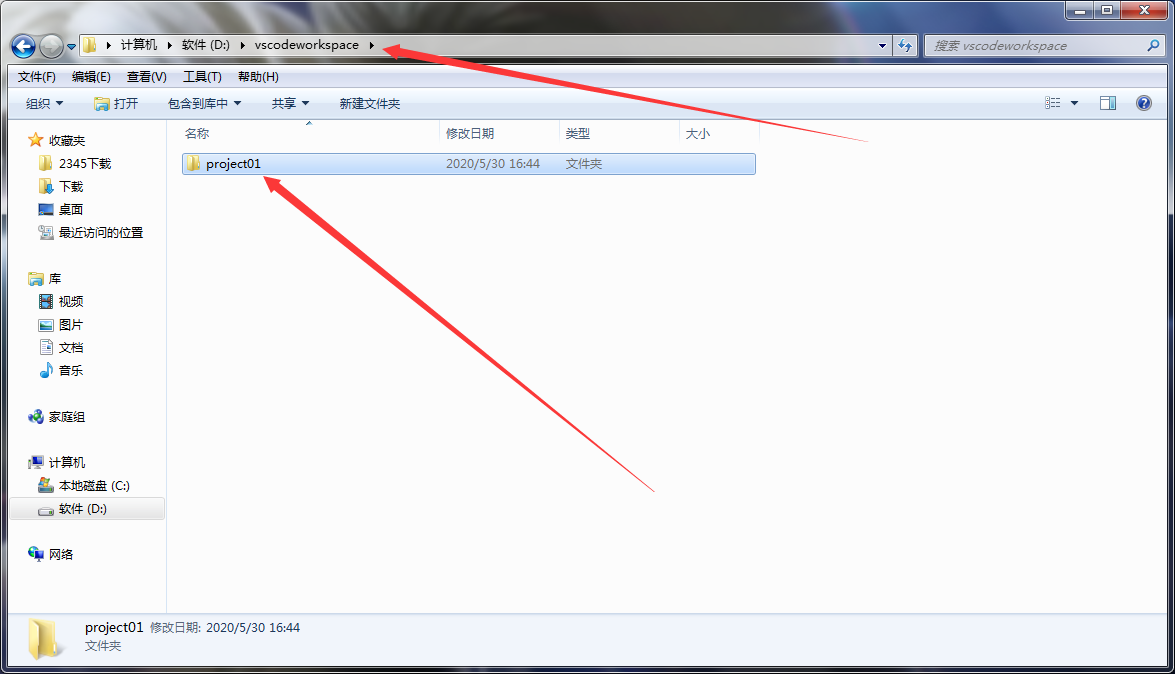 计算机 软件 (D:) vscodeworkspace
搜索 vscodeworkspace
文件(F) 编辑(E) 查看(V) 工具(T) 帮助(H)
组织 打开 包含到库中 共享 新建文件夹
名称 修改日期 类型 大小
project01 2020/5/30 16:44 文件夹
收藏夹
2345下载
下载
桌面
最近访问的位置
库
视频
图片
文档
音乐
家庭组
计算机
本地磁盘 (C:)
软件 (D:)
网络
project01 修改日期: 2020/5/30 16:44
文件夹